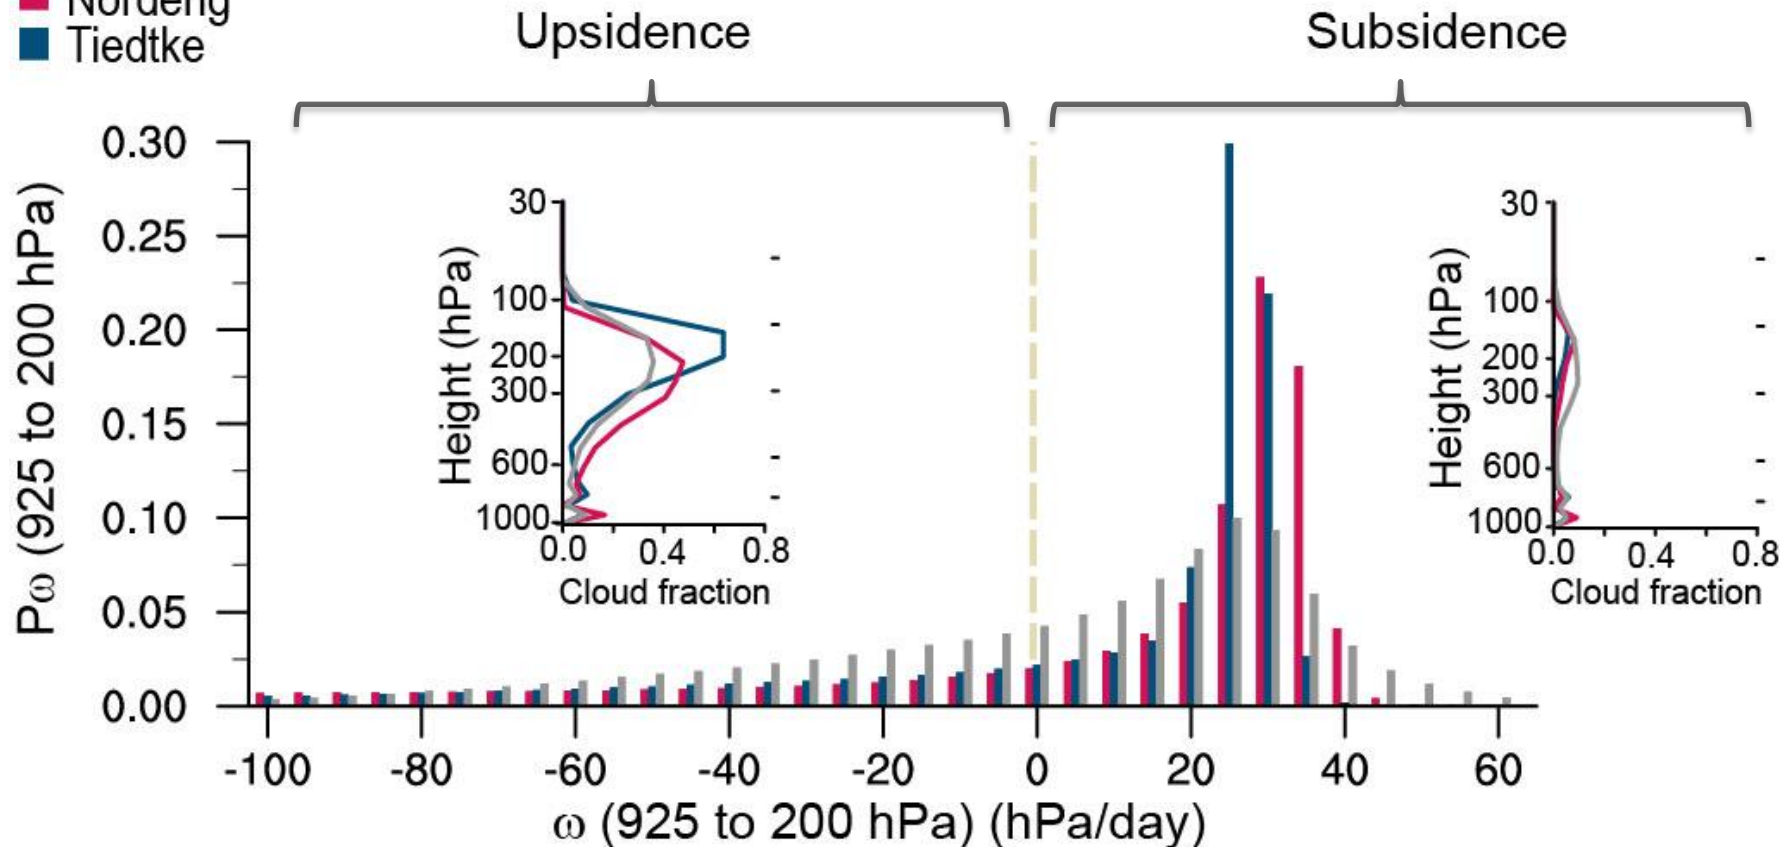 Nordeng
Tiedtke
Upsidence
Subsidence
Pω (925 to 200 hPa)
0.30
0.25
0.20
0.15
0.10
0.05
0.00
Height (hPa)
30
100
200
300
600
1000
0.0 0.4 0.8
Cloud fraction
Height (hPa)
30
100
200
300
600
1000
0.0 0.4 0.8
Cloud fraction
-100 -80 -60 -40 -20 0 20 40 60
ω (925 to 200 hPa) (hPa/day)